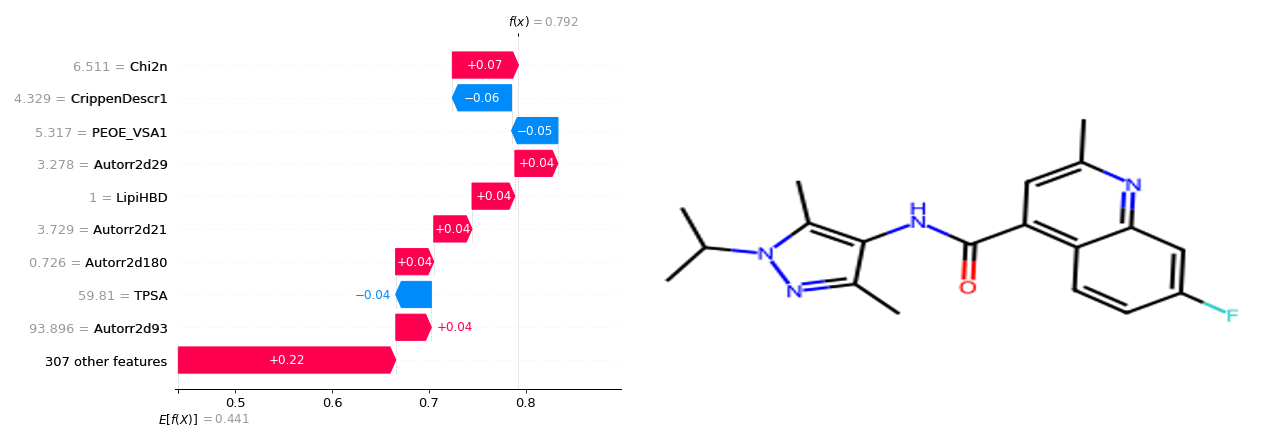 f(x) = 0.792
6.511 = Chi2n
+0.07
4.329 = CrippenDescr1
−0.06
5.317 = PEOE_VSA1
−0.05
3.278 = Autorr2d29
+0.04
1 = LipiHBD
+0.04
3.729 = Autorr2d21
+0.04
0.726 = Autorr2d180
+0.04
59.81 = TPSA
−0.04
93.896 = Autorr2d93
+0.04
307 other features
+0.22
0.5 0.6 0.7 0.8
E[f(X)] = 0.441
N
N
H
N
O
N
F